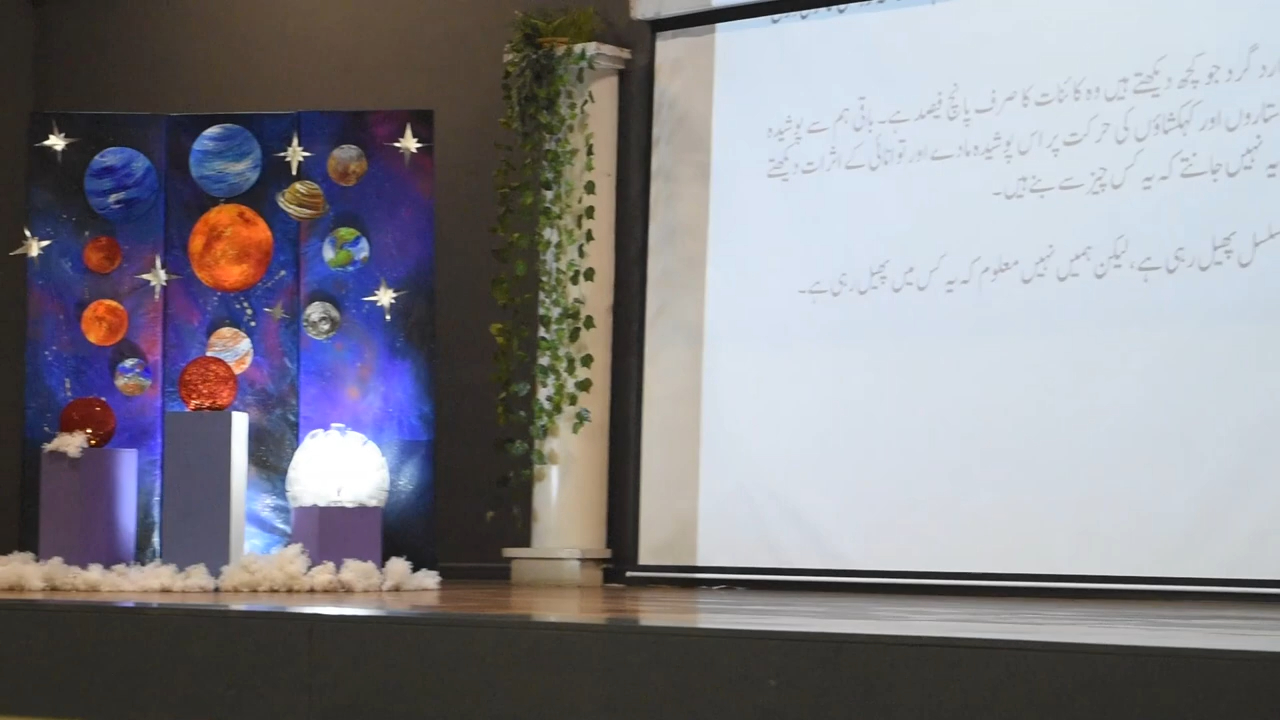 ارد گرد جو کچھ دیکھتے ہیں وہ کائنات کا صرف پانچ فیصد ہے۔ باقی ہم سے پوشیدہ
ستاروں اور کہکشاؤں کی حرکت پر اس پوشیدہ مادے اور توانائی کے اثرات دیکھتے
یہ نہیں جانتے کہ یہ کس چیز سے بنے ہیں۔
پھیل رہی ہے، لیکن ہمیں نہیں معلوم کہ یہ کس میں پھیل رہی ہے۔